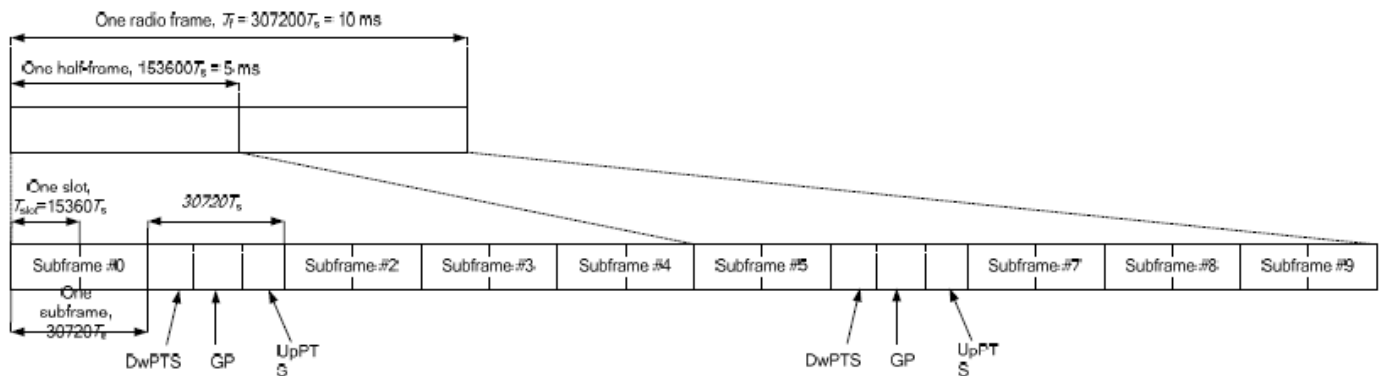 One radio frame, Tf = 307200Ts = 10 ms
One half-frame, 153600Ts = 5 ms
One slot,
Tslot=15360Ts
30720Ts
Subframe #0
Subframe #2
Subframe #3
Subframe #4
Subframe #5
Subframe #7
Subframe #8
Subframe #9
One
subframe,
30720Ts
DwPTS
GP
UpPT
S
DwPTS
GP
UpPT
S